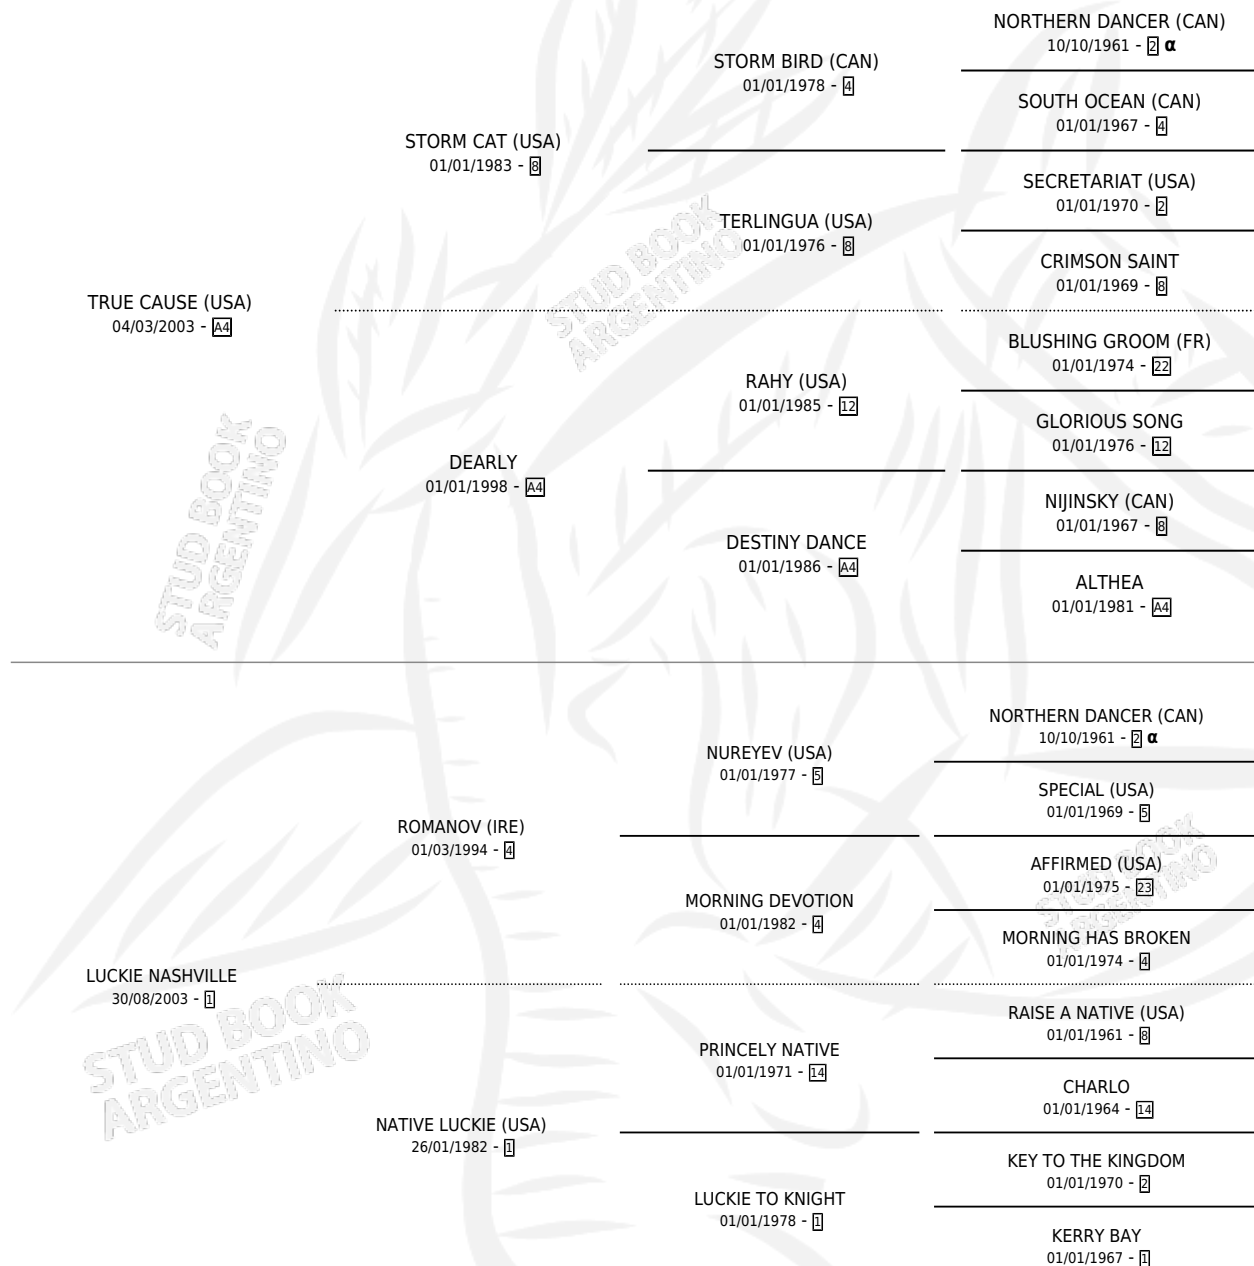 NORTHERN DANCER (CAN)
10/10/1961 - 2 α
STORM BIRD (CAN)
01/01/1978 - 4
SOUTH OCEAN (CAN)
01/01/1967 - 4
STORM CAT (USA)
01/01/1983 - 8
SECRETARIAT (USA)
01/01/1970 - 2
TERLINGUA (USA)
01/01/1976 - 8
CRIMSON SAINT
01/01/1969 - 8
TRUE CAUSE (USA)
04/03/2003 - A4
BLUSHING GROOM (FR)
01/01/1974 - 22
RAHY (USA)
01/01/1985 - 12
GLORIOUS SONG
01/01/1976 - 12
DEARLY
01/01/1998 - A4
NIJINSKY (CAN)
01/01/1967 - 8
DESTINY DANCE
01/01/1986 - A4
ALTHEA
01/01/1981 - A4
NORTHERN DANCER (CAN)
10/10/1961 - 2 α
NUREYEV (USA)
01/01/1977 - 5
SPECIAL (USA)
01/01/1969 - 5
ROMANOV (IRE)
01/03/1994 - 4
AFFIRMED (USA)
01/01/1975 - 23
MORNING DEVOTION
01/01/1982 - 4
MORNING HAS BROKEN
01/01/1974 - 4
LUCKIE NASHVILLE
30/08/2003 - 1
RAISE A NATIVE (USA)
01/01/1961 - 8
PRINCELY NATIVE
01/01/1971 - 14
CHARLO
01/01/1964 - 14
NATIVE LUCKIE (USA)
26/01/1982 - 1
KEY TO THE KINGDOM
01/01/1970 - 2
LUCKIE TO KNIGHT
01/01/1978 - 1
KERRY BAY
01/01/1967 - 1
STUD BOOK
ARGENTINO
STUD BOOK
ARGENTINO
STUD BOOK
ARGENTINO
STUD BOOK
ARGENTINO